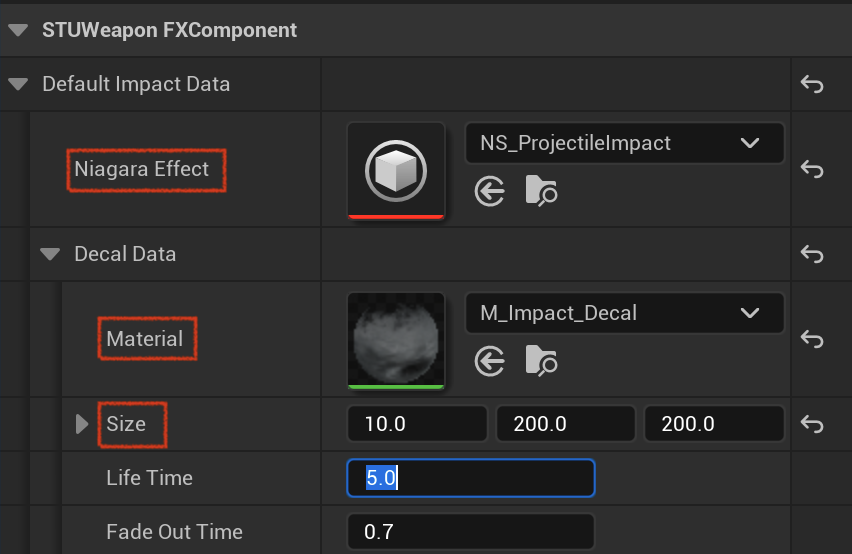 STUWeapon FXComponent
Default Impact Data
Niagara Effect
NS_ProjectileImpact
Decal Data
Material
M_Impact_Decal
Size
10.0 200.0 200.0
Life Time
5.0
Fade Out Time
0.7